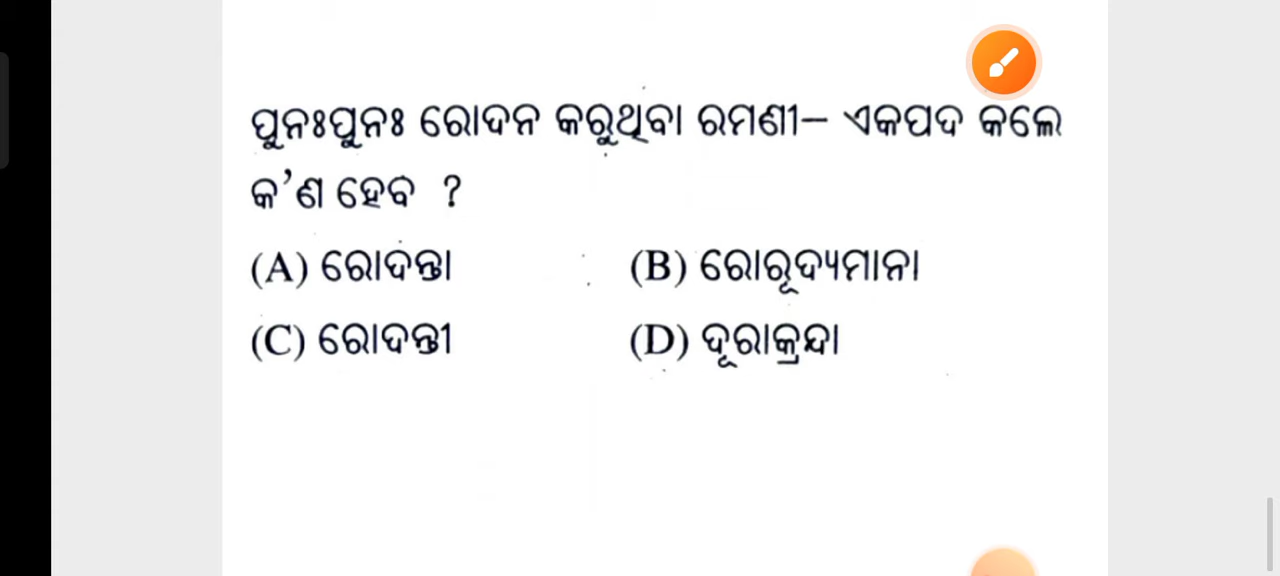 ପୁନଃପୁନଃ ରୋଦନ କରୁଥିବା ରମଣୀ– ଏକପଦ କଲେ
କ'ଣ ହେବ ?
(A) ରୋଦନ୍ତା (B) ରୋରୂଦ୍ୟମାନା
(C) ରୋଦନ୍ତୀ (D) ଦୂରାକ୍ରନ୍ଦା